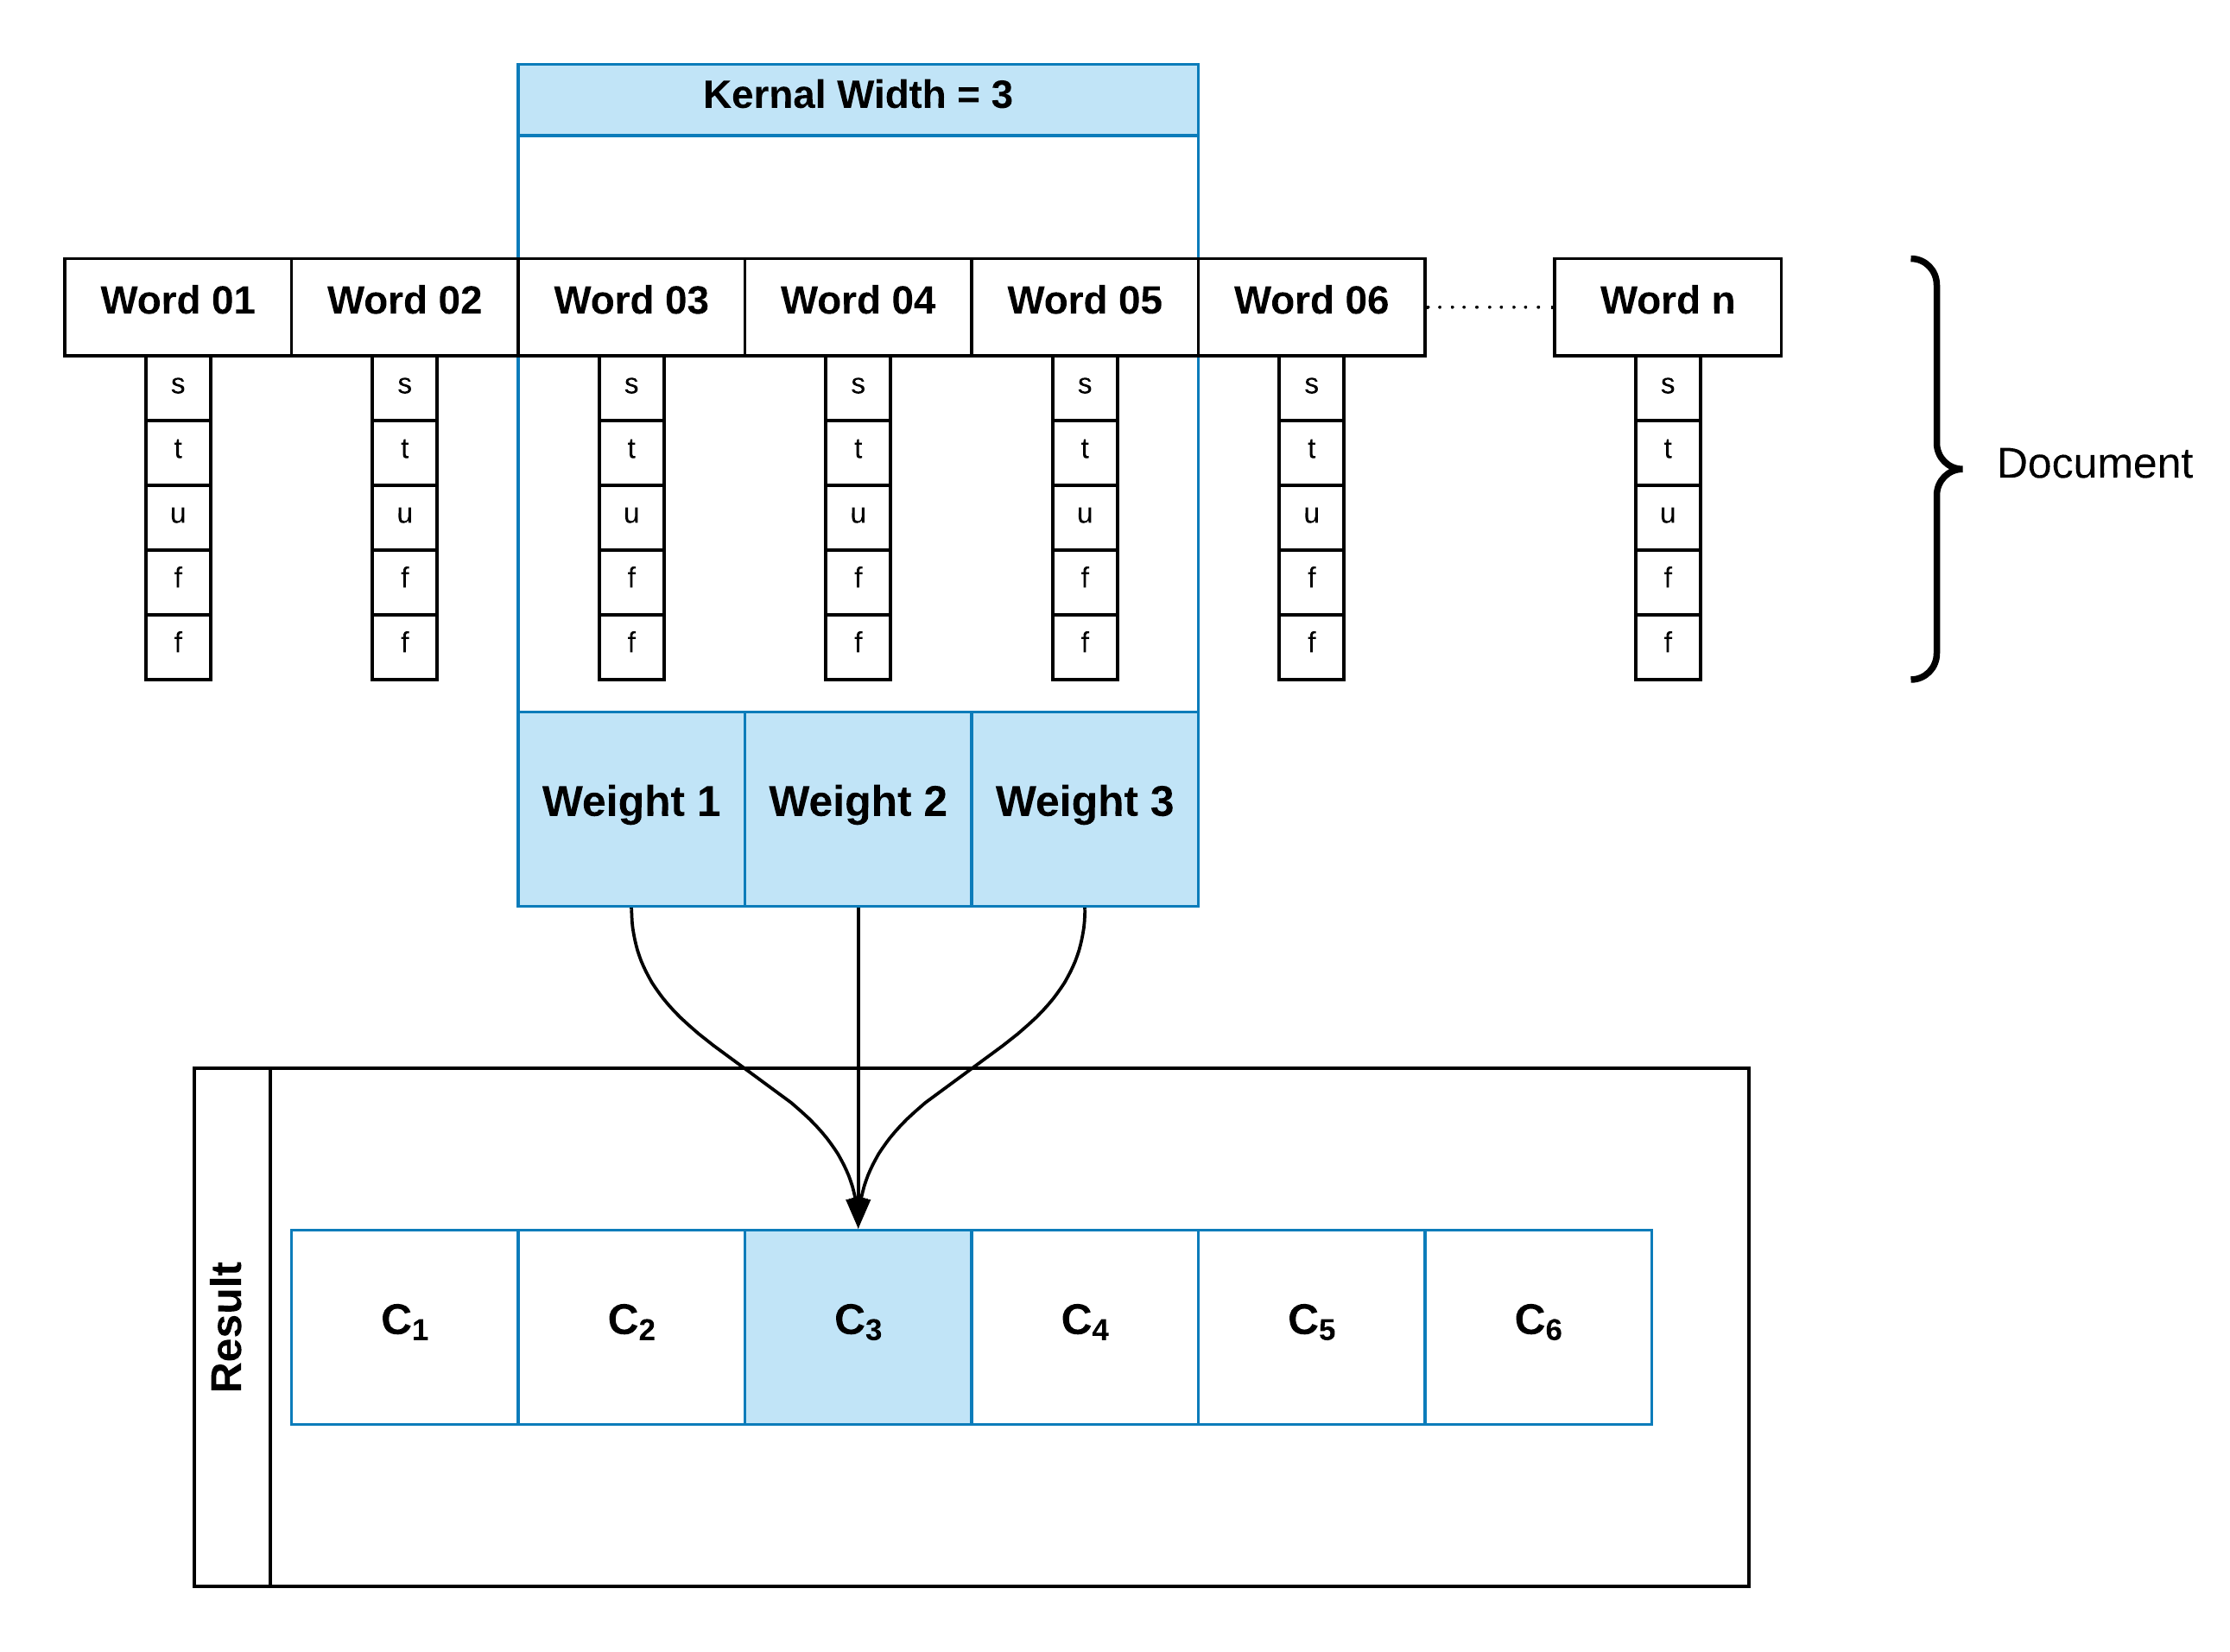 Kernal Width = 3
Word 01 Word 02 Word 03 Word 04 Word 05 Word 06 Word n
s s s s s s s
t t t t t t t
u u u u u u u
f f f f f f f
f f f f f f f
Document
Weight 1 Weight 2 Weight 3
Result
C₁ C₂ C₃ C₄ C₅ C₆